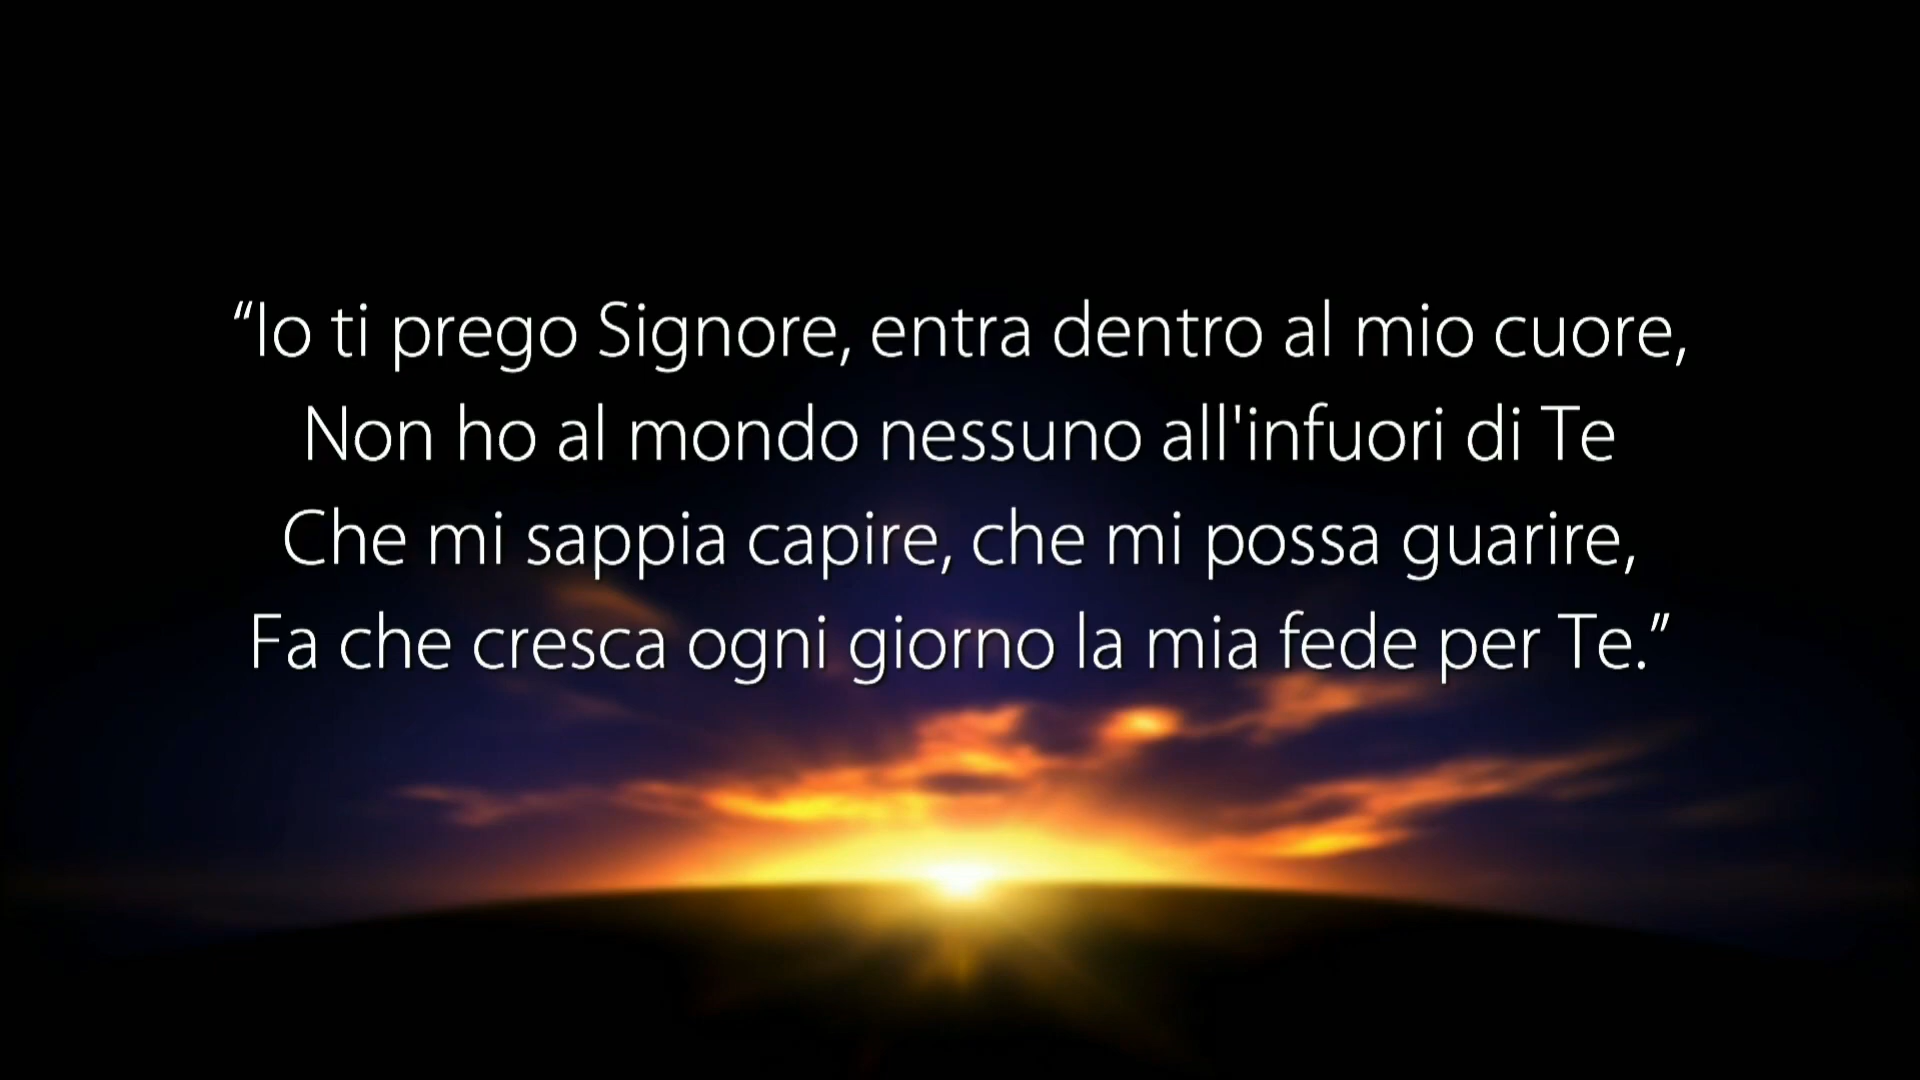 “Io ti prego Signore, entra dentro al mio cuore,
Non ho al mondo nessuno all'infuori di Te
Che mi sappia capire, che mi possa guarire,
Fa che cresca ogni giorno la mia fede per Te.”